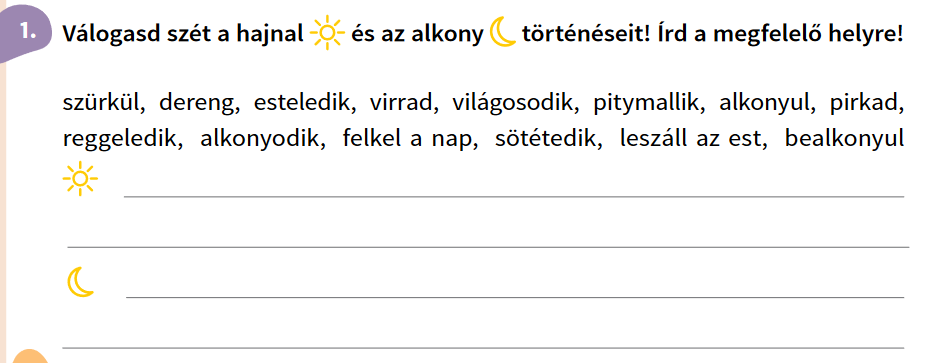 1. Válogasd szét a hajnal és az alkony történéseit! Írd a megfelelő helyre!
szürkül, dereng, esteledik, virrad, világosodik, pitymallik, alkonyul, pirkad,
reggeledik, alkonyodik, felkel a nap, sötétedik, leszáll az est, bealkonyul